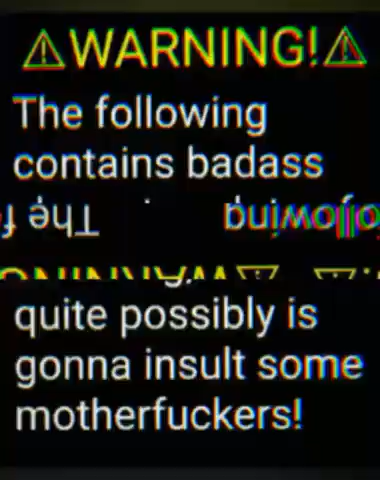 ⚠WARNING!⚠
The following
contains badass
quite possibly is
gonna insult some
motherfuckers!